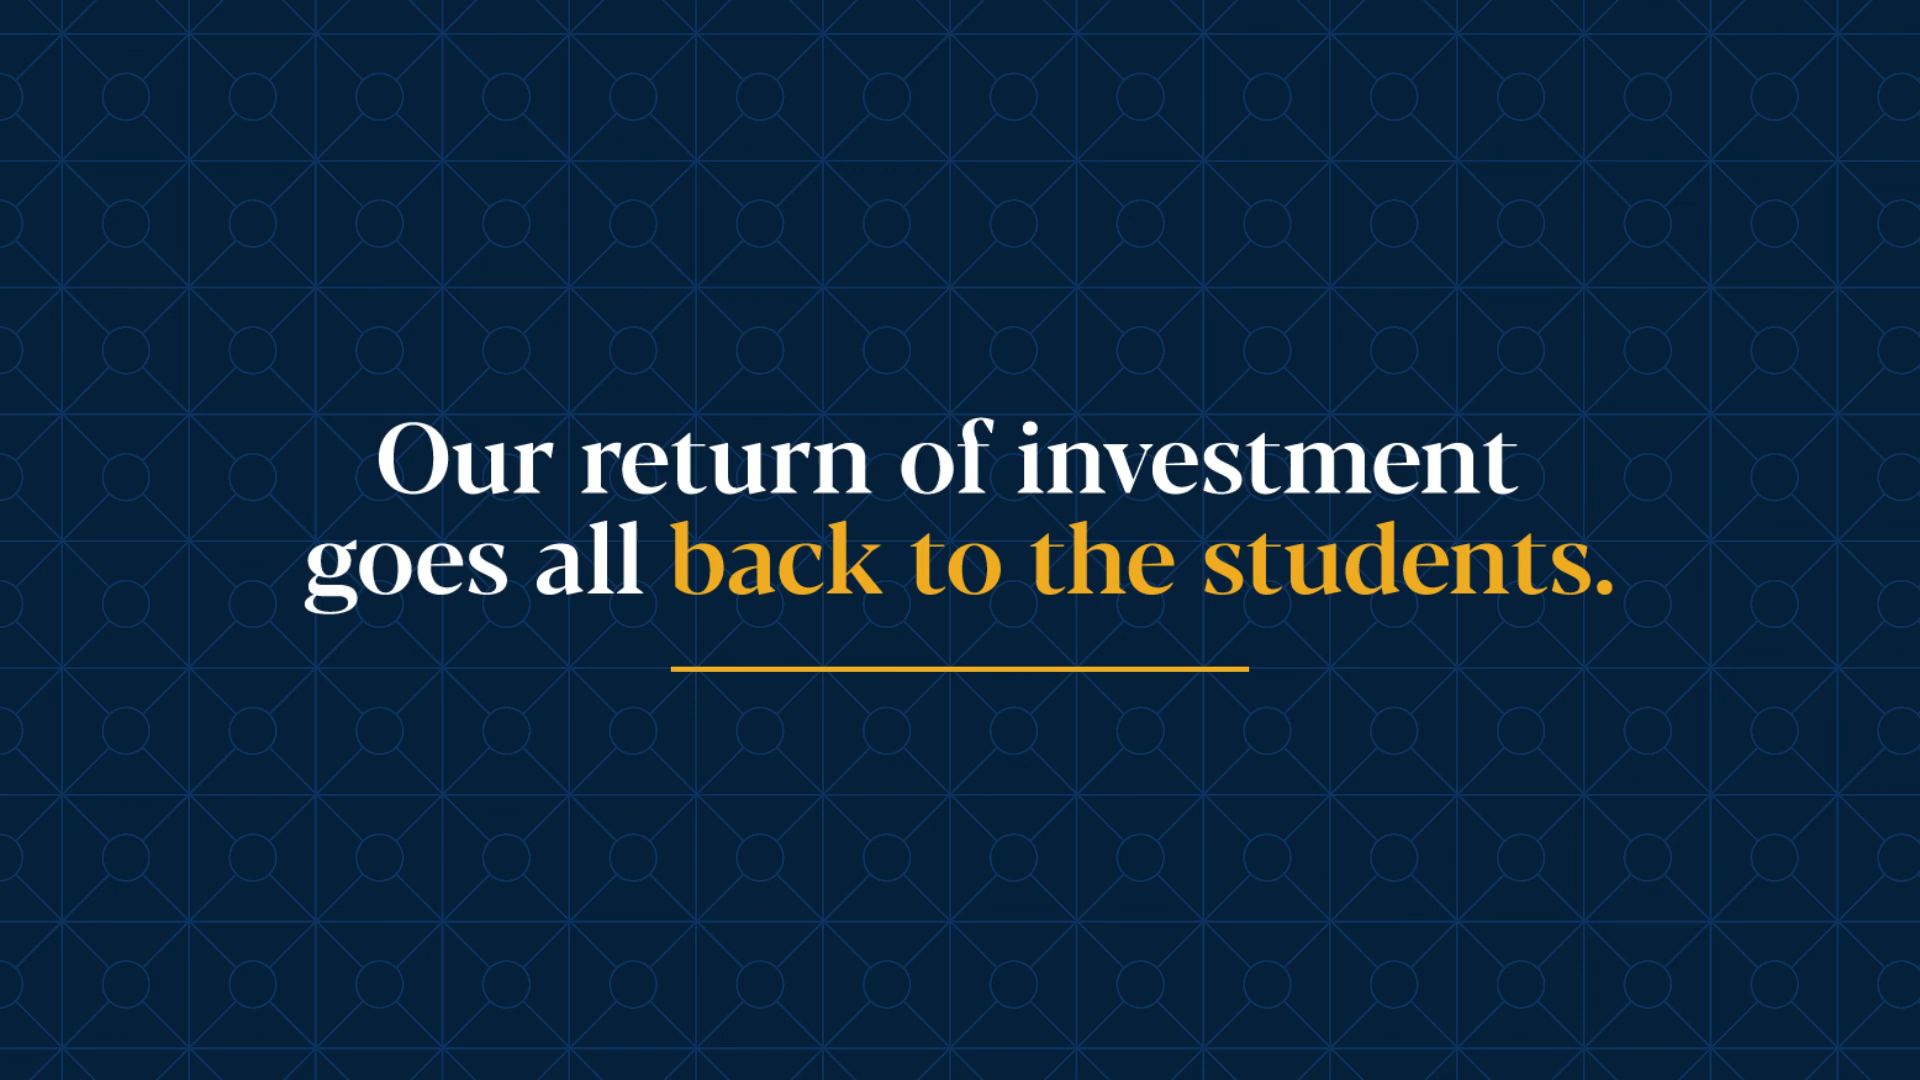 Our return of investment
goes all back to the students.